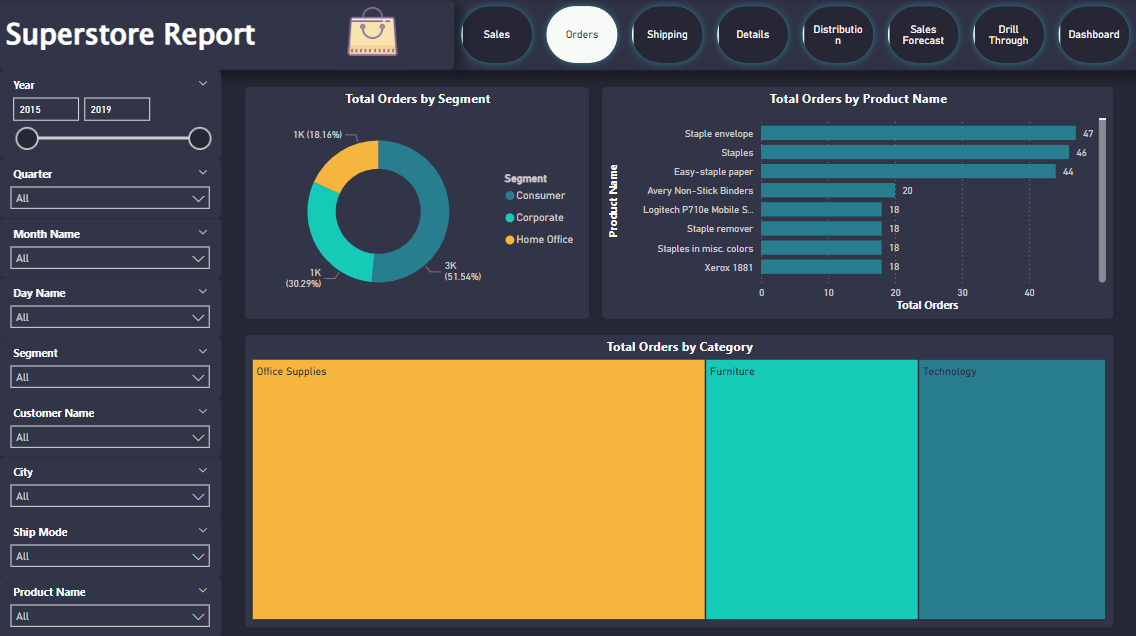 Superstore Report
Sales
Orders
Shipping
Details
Distributio
n
Sales
Forecast
Drill
Through
Dashboard
Year
2015
2019
Quarter
All
Month Name
All
Day Name
All
Segment
All
Customer Name
All
City
All
Ship Mode
All
Product Name
All
Total Orders by Segment
1K (18.16%)
1K
(30.29%)
3K
(51.54%)
Segment
Consumer
Corporate
Home Office
Total Orders by Product Name
Product Name
Staple envelope 47
Staples 46
Easy-staple paper 44
Avery Non-Stick Binders 20
Logitech P710e Mobile S... 18
Staple remover 18
Staples in misc. colors 18
Xerox 1881 18
0 10 20 30 40
Total Orders
Total Orders by Category
Office Supplies
Furniture
Technology